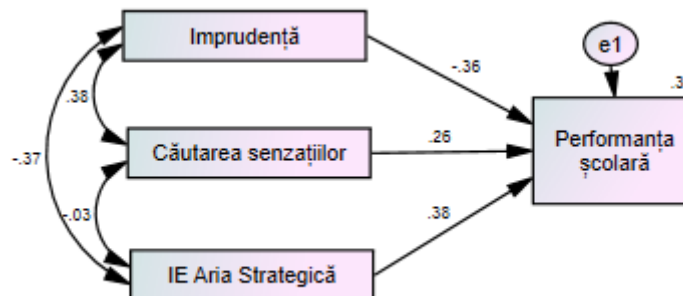 Imprudență
e1
-.36
.38
Căutarea senzațiilor
.26
Performanța
școlară
-.37
-.03
.38
IE Aria Strategică